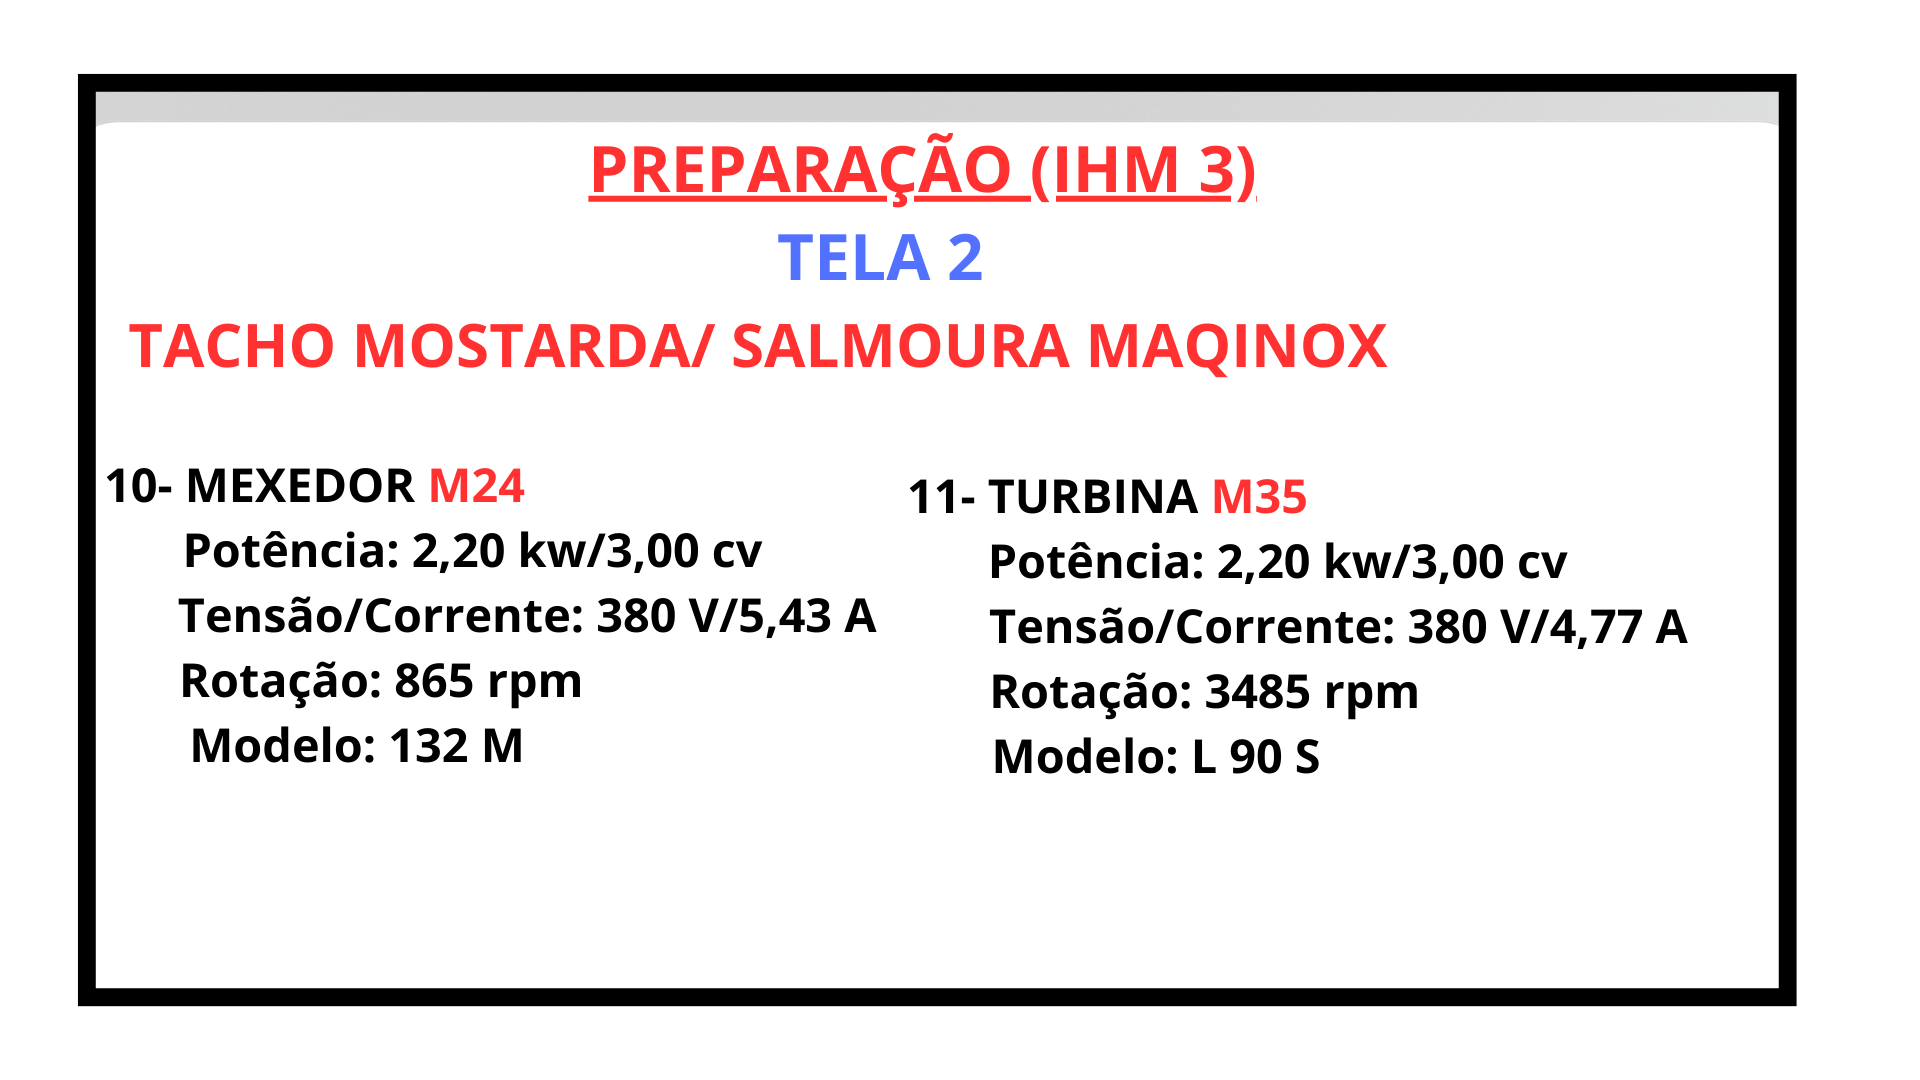 PREPARAÇÃO (IHM 3)
TELA 2
TACHO MOSTARDA/ SALMOURA MAQINOX
10- MEXEDOR M24
Potência: 2,20 kw/3,00 cv
Tensão/Corrente: 380 V/5,43 A
Rotação: 865 rpm
Modelo: 132 M
11- TURBINA M35
Potência: 2,20 kw/3,00 cv
Tensão/Corrente: 380 V/4,77 A
Rotação: 3485 rpm
Modelo: L 90 S